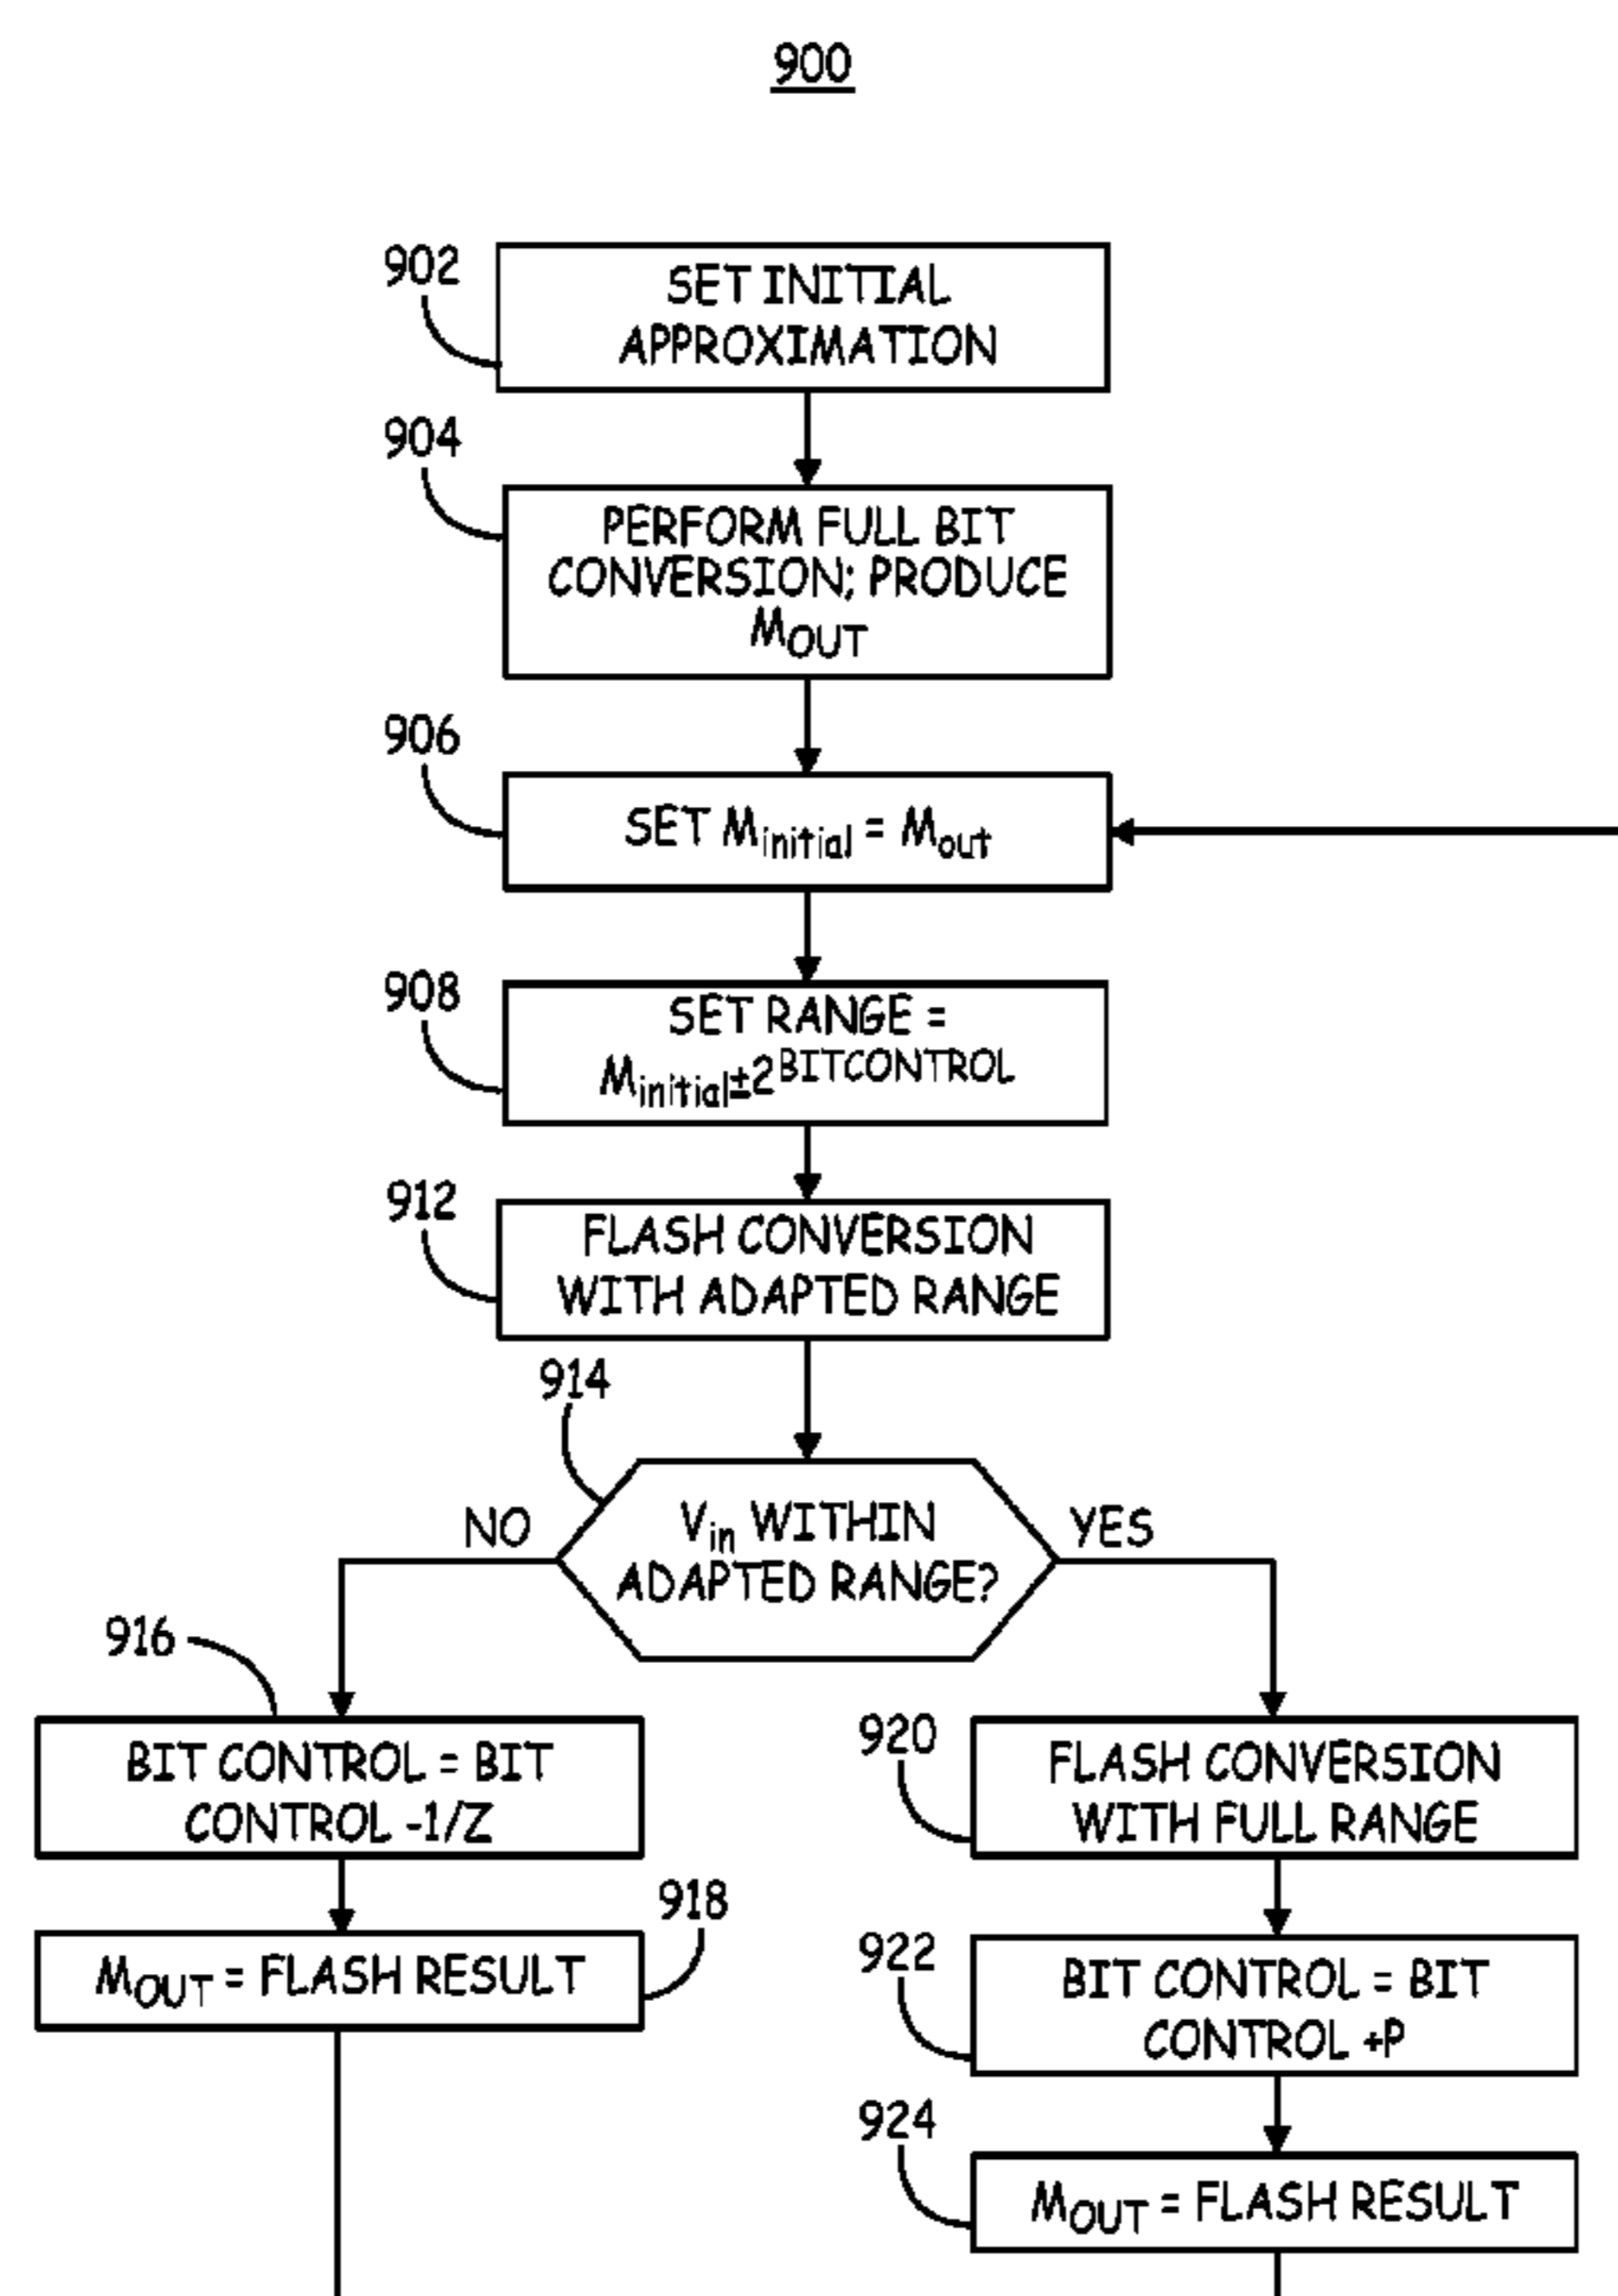 900
902
SET INITIAL
APPROXIMATION
904
PERFORM FULL BIT
CONVERSION; PRODUCE
MOUT
906
SET Minitial = Mout
908
SET RANGE =
Minitial±2BITCONTROL
912
FLASH CONVERSION
WITH ADAPTED RANGE
914
NO
Vin WITHIN
ADAPTED RANGE?
YES
916
BIT CONTROL = BIT
CONTROL -1/Z
918
MOUT = FLASH RESULT
920
FLASH CONVERSION
WITH FULL RANGE
922
BIT CONTROL = BIT
CONTROL +P
924
MOUT = FLASH RESULT